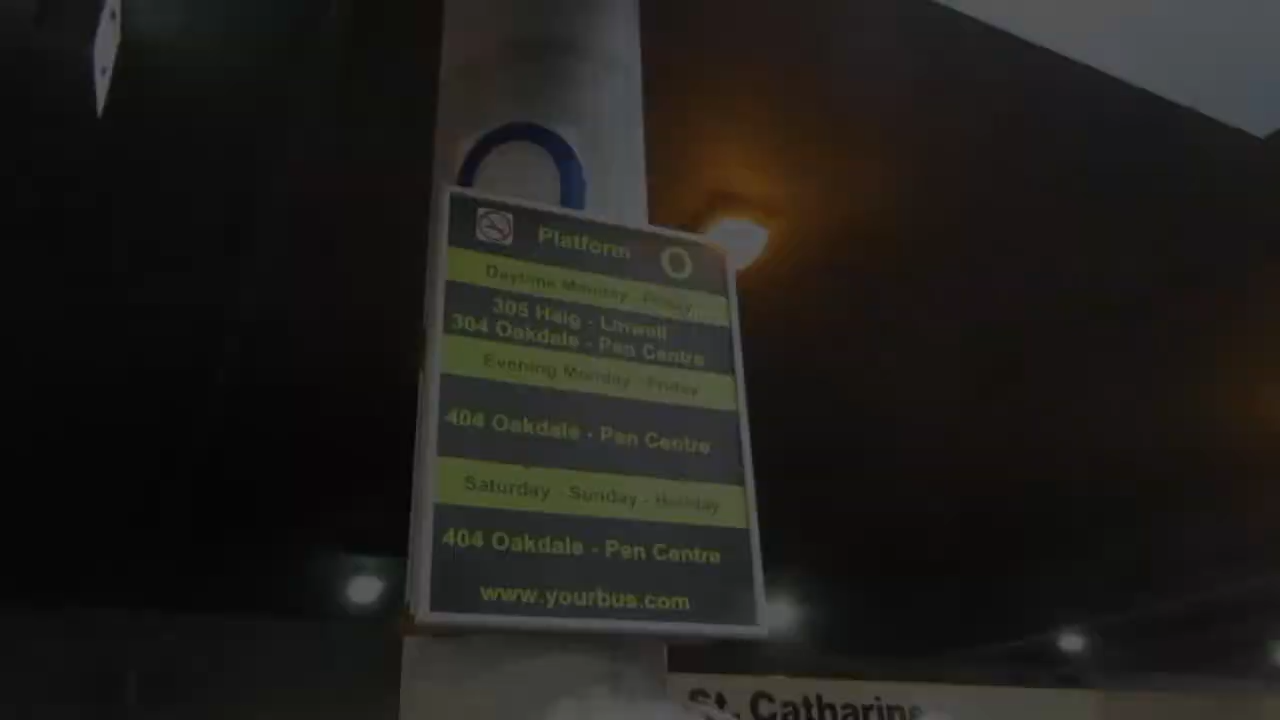 Platform O
Daytime Monday - Friday
305 Haig - Linwell
304 Oakdale - Pen Centre
Evening Monday - Friday
404 Oakdale - Pen Centre
Saturday - Sunday - Holiday
404 Oakdale - Pen Centre
www.yourbus.com
St. Catharine